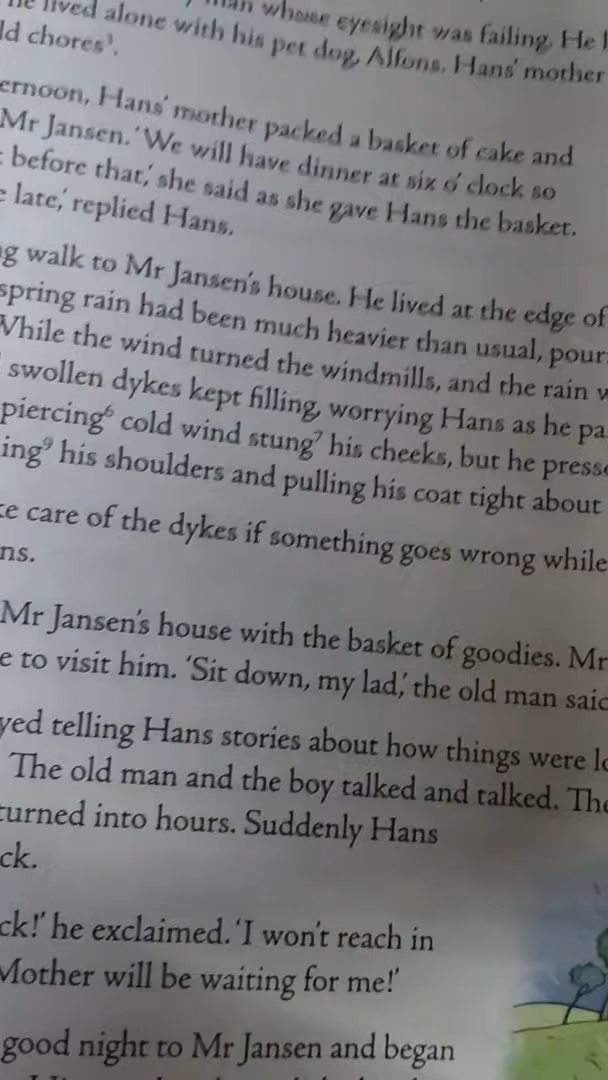 he lived alone with his pet dog, Alfons. Hans' mother
man whose eyesight was failing. He
ld chores³.
ernoon, Hans' mother packed a basket of cake and
Mr Jansen. 'We will have dinner at six o' clock so
before that,' she said as she gave Hans the basket.
late,' replied Hans.
g walk to Mr Jansen's house. He lived at the edge of
spring rain had been much heavier than usual, pour
While the wind turned the windmills, and the rain w
swollen dykes kept filling, worrying Hans as he pa
piercing⁶ cold wind stung⁷ his cheeks, but he presse
ing⁹ his shoulders and pulling his coat tight about
ke care of the dykes if something goes wrong while
ns.
Mr Jansen's house with the basket of goodies. Mr
e to visit him. 'Sit down, my lad,' the old man said
yed telling Hans stories about how things were lo
The old man and the boy talked and talked. The
turned into hours. Suddenly Hans
ck.
ck!' he exclaimed. 'I won't reach in
Mother will be waiting for me!'
good night to Mr Jansen and began